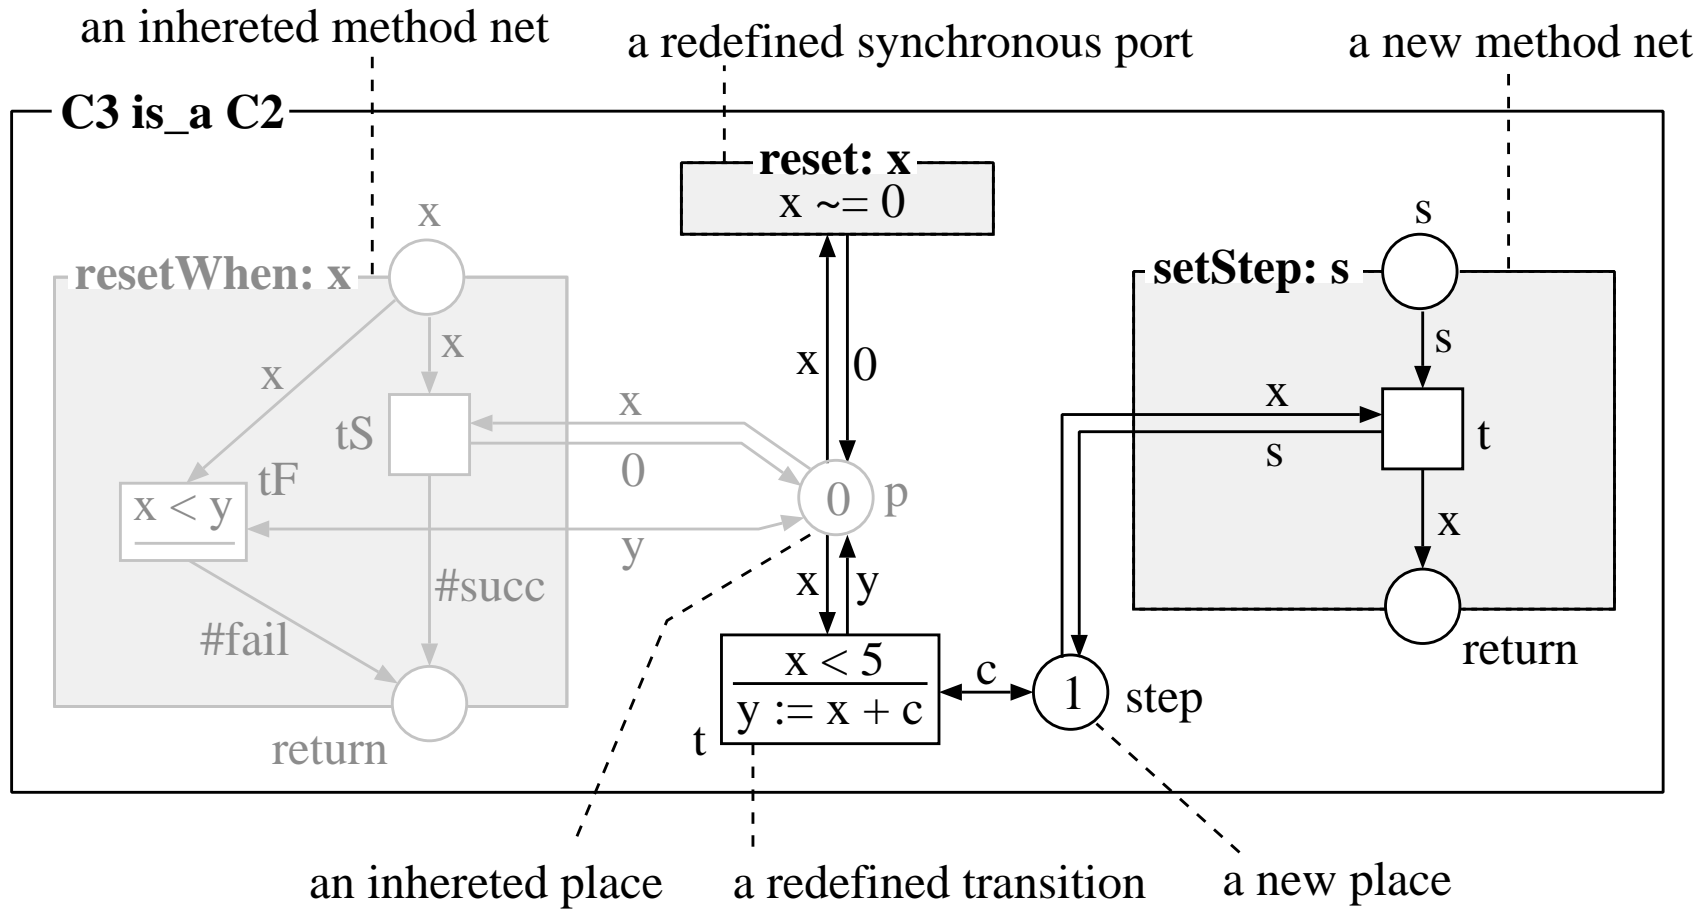 an inhereted method net
a redefined synchronous port
a new method net
C3 is_a C2
reset: x
x ~= 0
x
s
resetWhen: x
setStep: s
x
x
s
x
0
x
x
tS
t
0
s
tF
x < y
0
p
y
x
x
y
#succ
#fail
return
x < 5
y := x + c
t
c
1
step
return
an inhereted place
a redefined transition
a new place